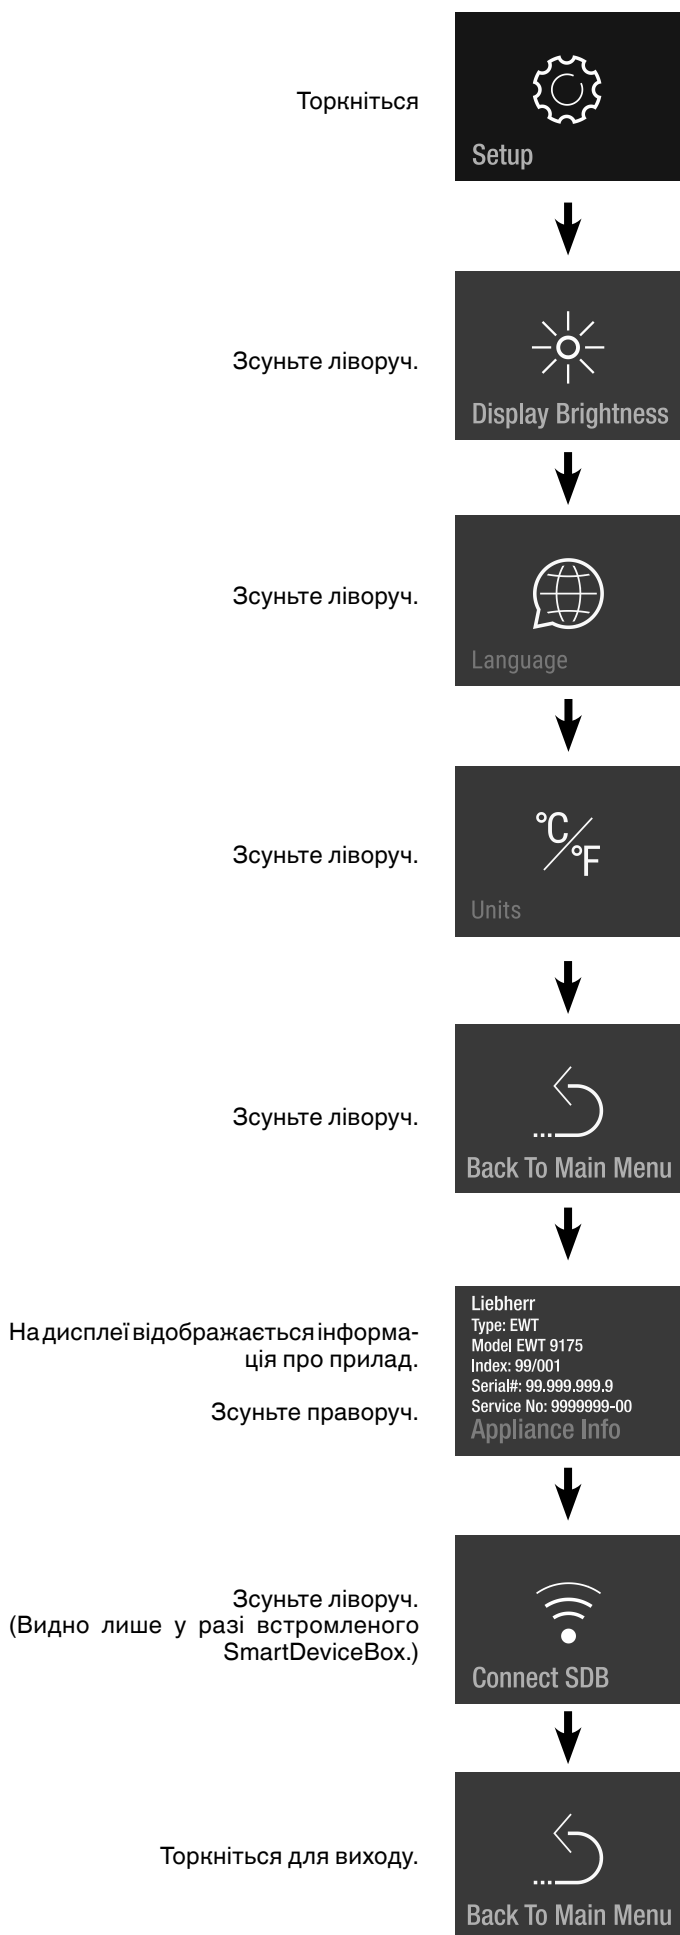 Торкніться
Setup
Зсуньте ліворуч.
Display Brightness
Зсуньте ліворуч.
Language
Зсуньте ліворуч.
°C/°F
Units
Зсуньте ліворуч.
Back To Main Menu
На дисплеї відображається інформа-
ція про прилад.
Зсуньте праворуч.
Liebherr
Type: EWT
Model EWT 9175
Index: 99/001
Serial#: 99.999.999.9
Service No: 9999999-00
Appliance Info
Зсуньте ліворуч.
(Видно лише у разі встромленого
SmartDeviceBox.)
Connect SDB
Торкніться для виходу.
Back To Main Menu